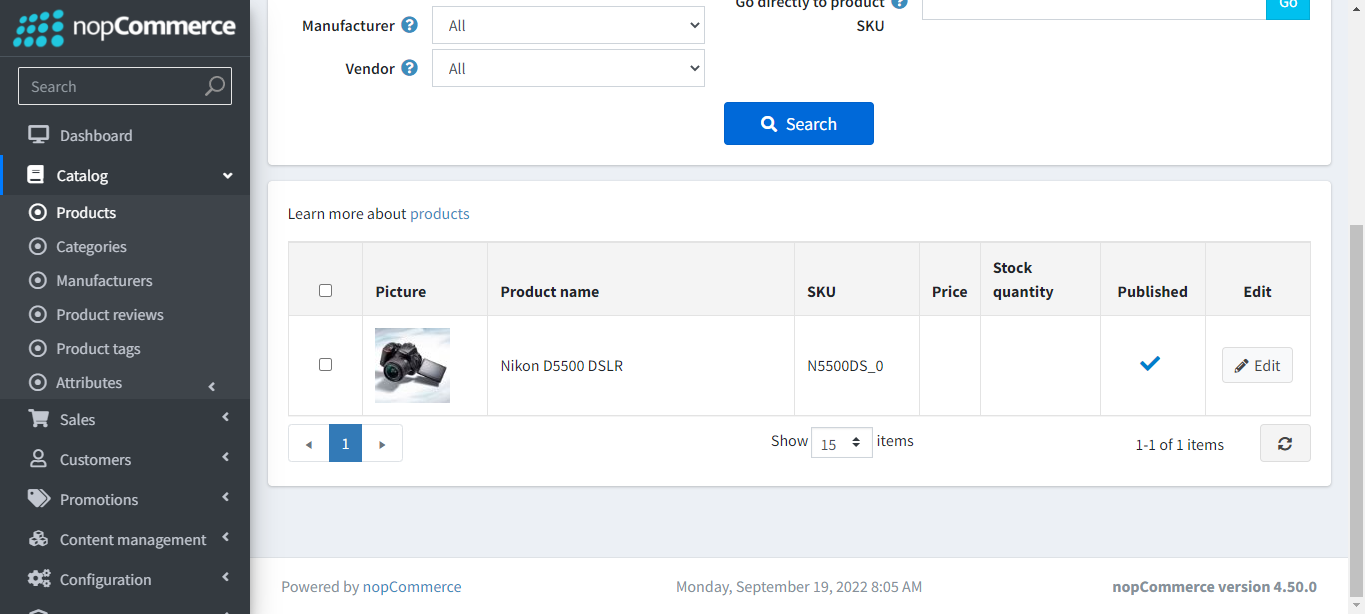 nopCommerce
Search
Dashboard
Catalog
Products
Categories
Manufacturers
Product reviews
Product tags
Attributes
Sales
Customers
Promotions
Content management
Configuration
Go directly to product ?
SKU
Go
Manufacturer ? All
Vendor ? All
Search
Learn more about products
Picture Product name SKU Price Stock quantity Published Edit
Nikon D5500 DSLR N5500DS_0 Edit
1
Show 15 items
1-1 of 1 items
Powered by nopCommerce
Monday, September 19, 2022 8:05 AM
nopCommerce version 4.50.0